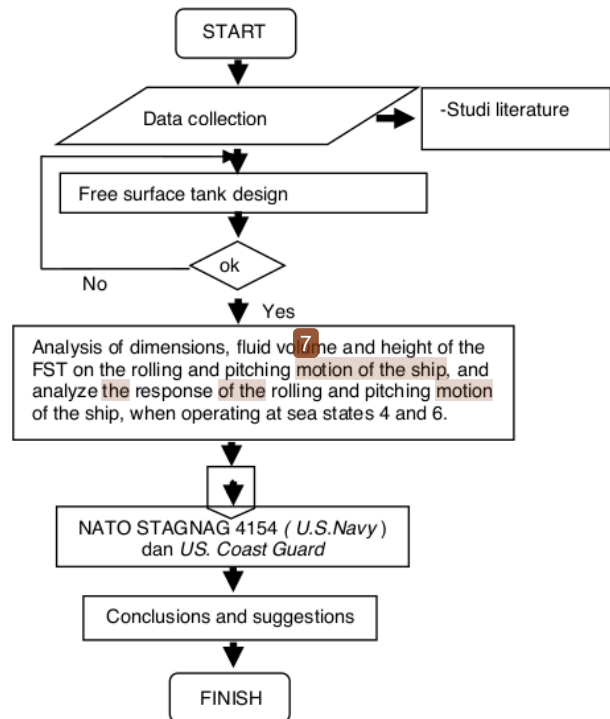 START
Data collection
-Studi literature
Free surface tank design
ok
No
Yes
7
Analysis of dimensions, fluid volume and height of the
FST on the rolling and pitching motion of the ship, and
analyze the response of the rolling and pitching motion
of the ship, when operating at sea states 4 and 6.
NATO STAGNAG 4154 ( U.S.Navy )
dan US. Coast Guard
Conclusions and suggestions
FINISH